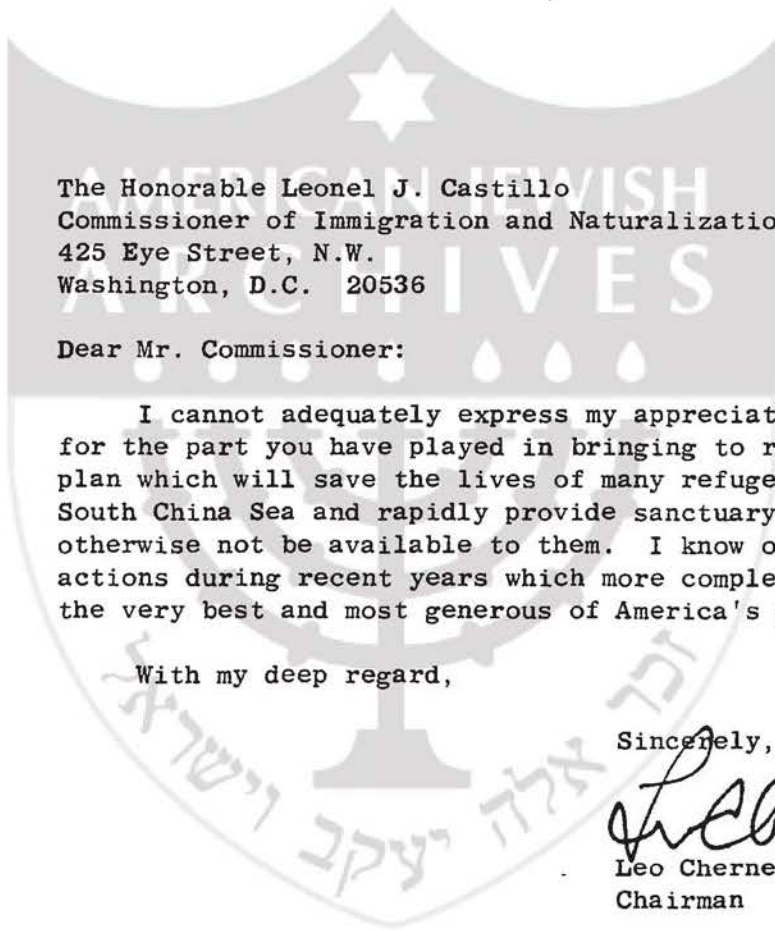 AMERICAN JEWISH
ARCHIVES
The Honorable Leonel J. Castillo
Commissioner of Immigration and Naturalizatio
425 Eye Street, N.W.
Washington, D.C. 20536
Dear Mr. Commissioner:
I cannot adequately express my appreciat
for the part you have played in bringing to r
plan which will save the lives of many refuge
South China Sea and rapidly provide sanctuary
otherwise not be available to them. I know o
actions during recent years which more comple
the very best and most generous of America's
With my deep regard,
Sincerely,
Leo Cherne
Chairman
זכר אלה יעקב וישראל